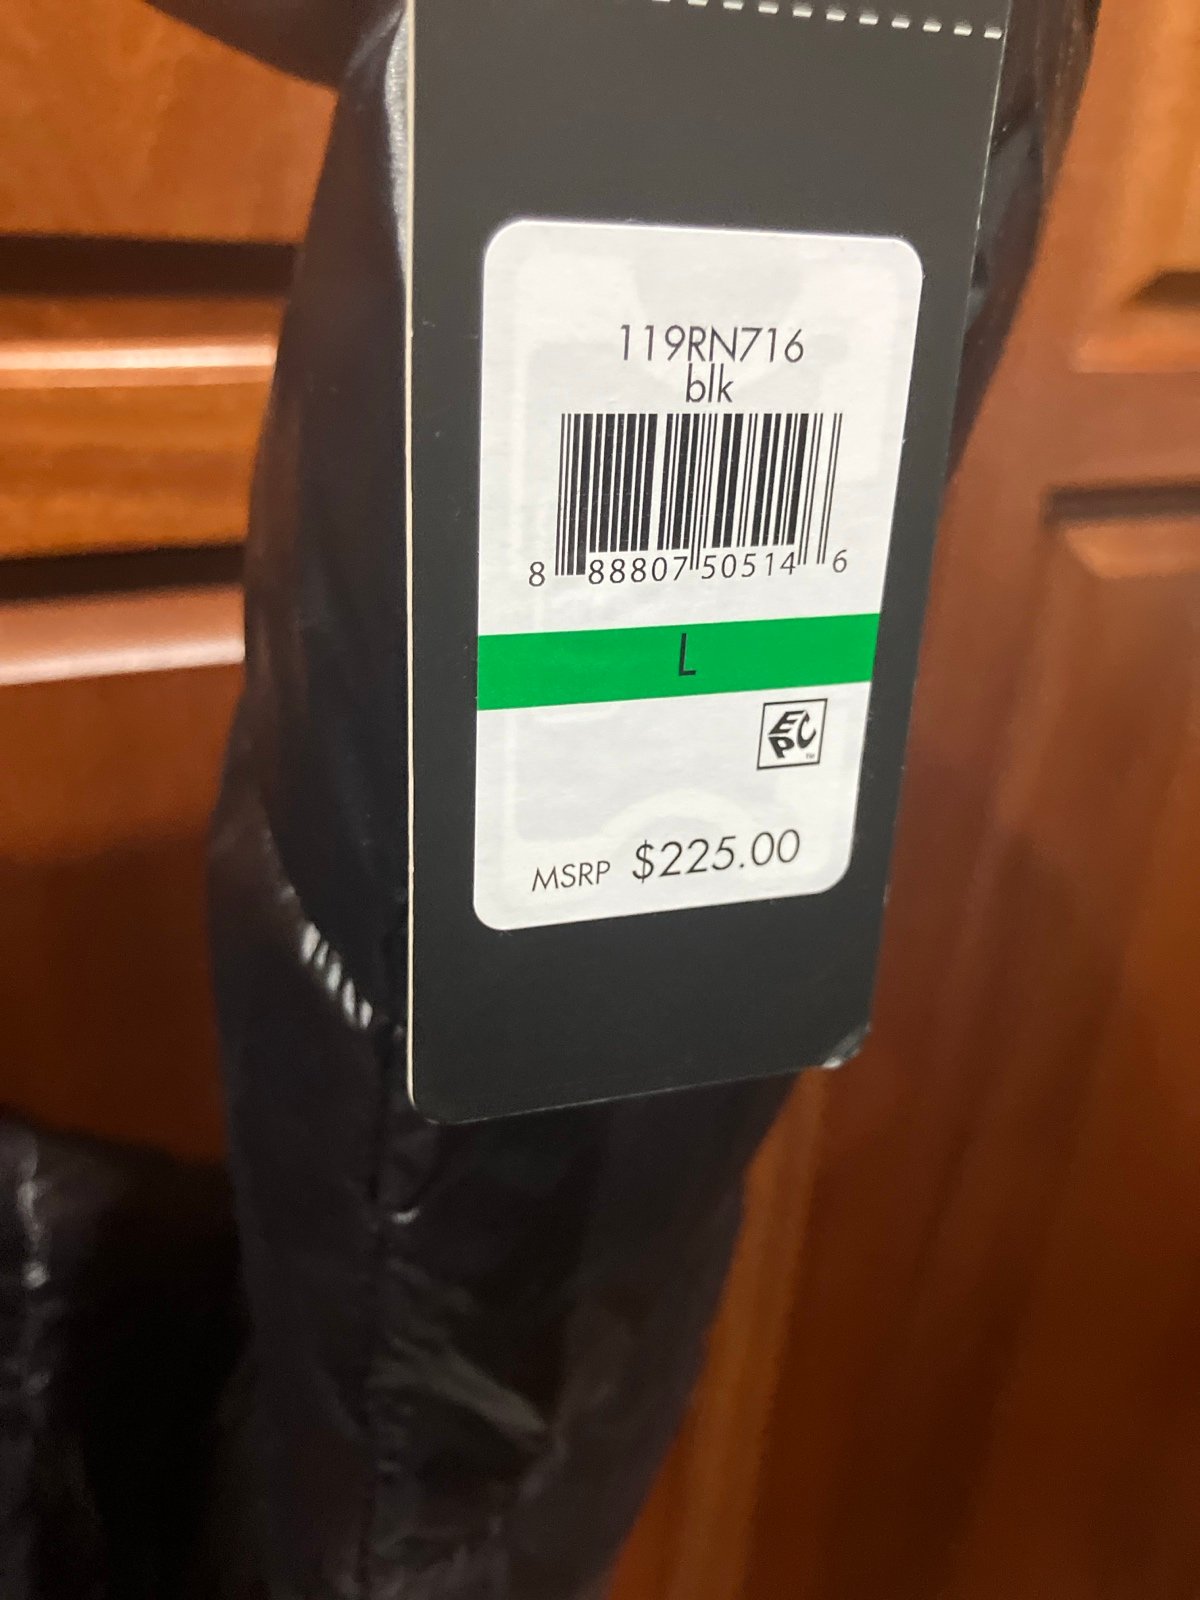 119RN716
blk
8 88807 50514 6
L
EPC
MSRP $225.00